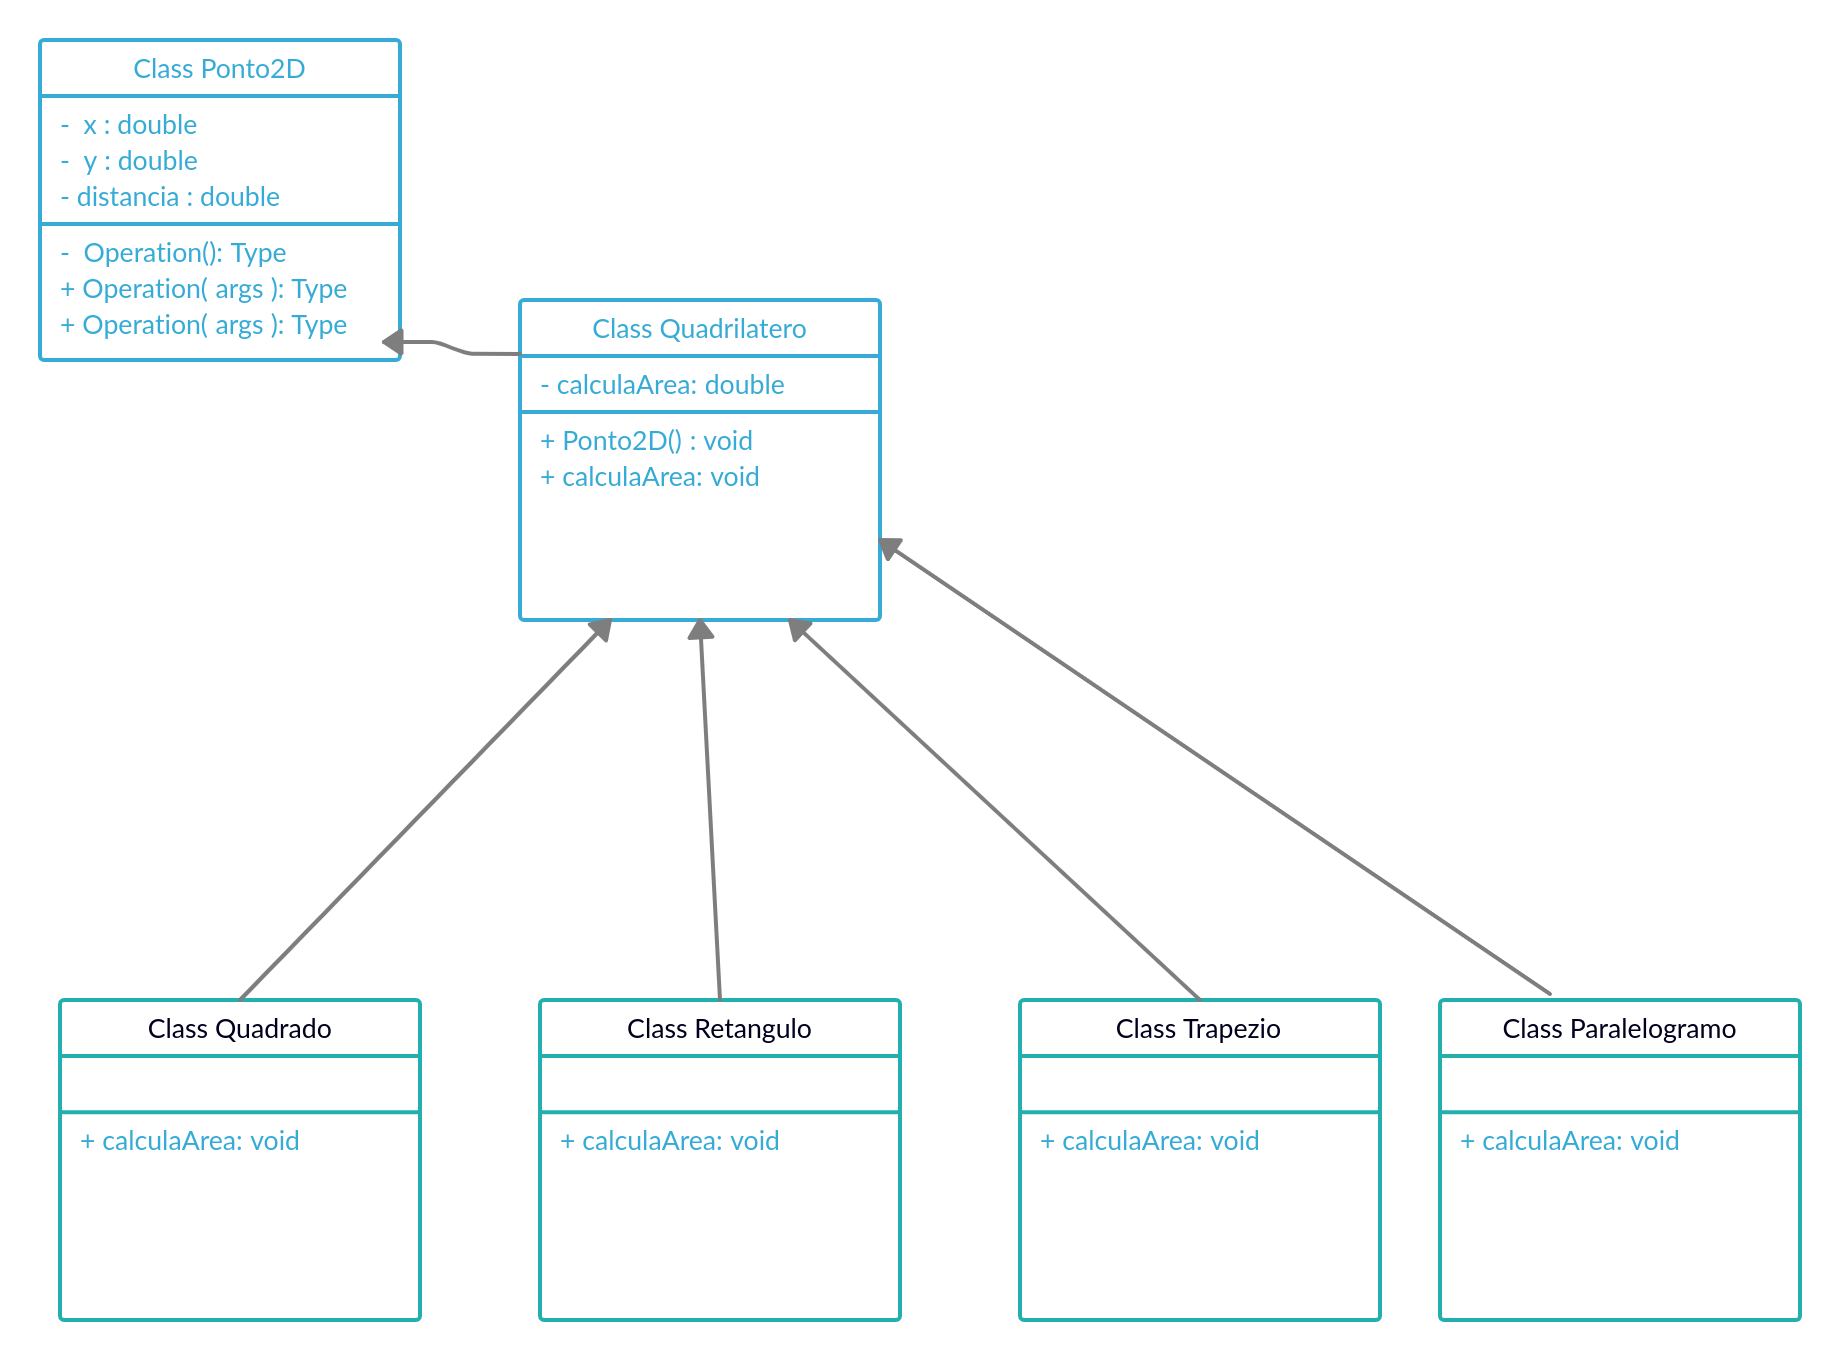 Class Ponto2D
-  x : double
-  y : double
- distancia : double
-  Operation(): Type
+ Operation( args ): Type
+ Operation( args ): Type
Class Quadrilatero
- calculaArea: double
+ Ponto2D() : void
+ calculaArea: void
Class Quadrado
+ calculaArea: void
Class Retangulo
+ calculaArea: void
Class Trapezio
+ calculaArea: void
Class Paralelogramo
+ calculaArea: void